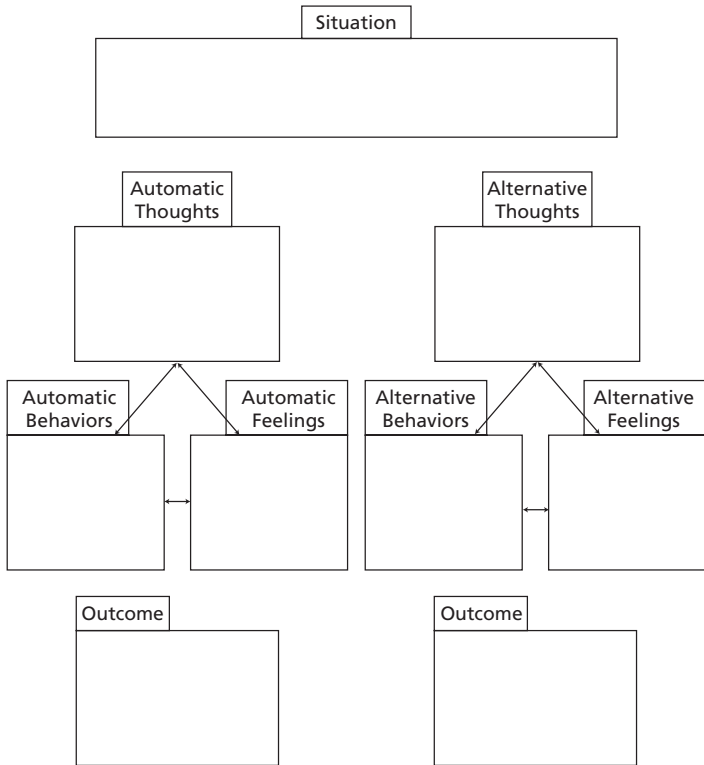 Situation
Automatic
Thoughts
Alternative
Thoughts
Automatic
Behaviors
Automatic
Feelings
Alternative
Behaviors
Alternative
Feelings
Outcome
Outcome